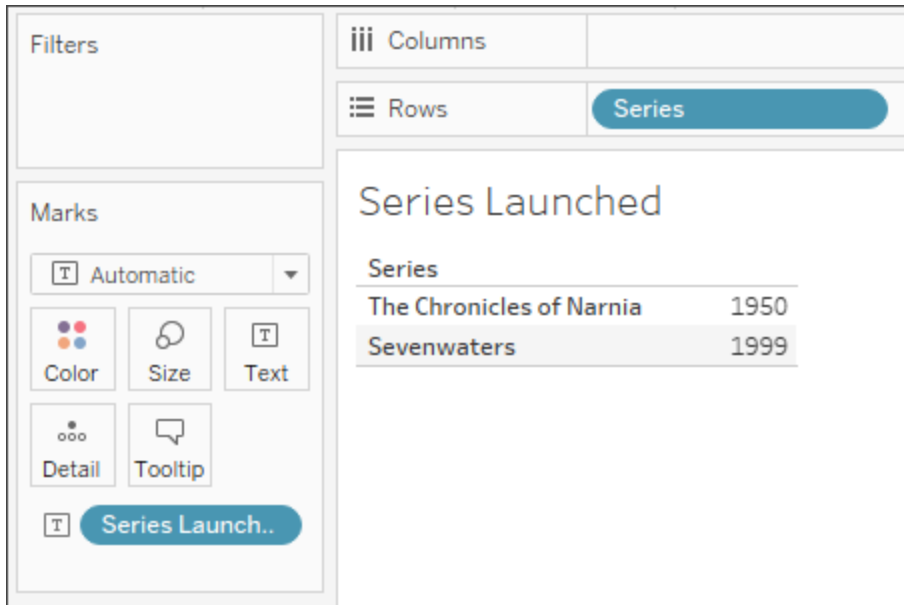 Filters
Columns
Rows
Series
Marks
Automatic
Color
Size
Text
Detail
Tooltip
Series Launch..
Series Launched
Series
The Chronicles of Narnia 1950
Sevenwaters 1999